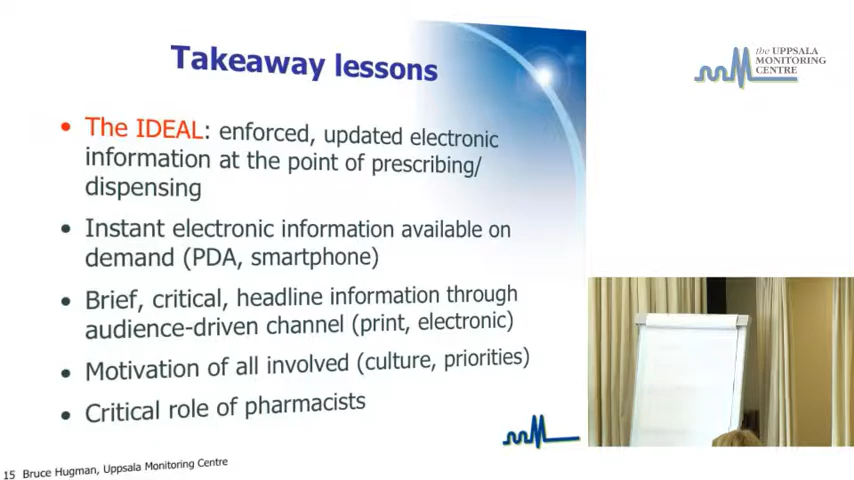 Takeaway lessons
• The IDEAL: enforced, updated electronic
information at the point of prescribing/
dispensing
• Instant electronic information available on
demand (PDA, smartphone)
• Brief, critical, headline information through
audience-driven channel (print, electronic)
• Motivation of all involved (culture, priorities)
• Critical role of pharmacists
15 Bruce Hugman, Uppsala Monitoring Centre
the UPPSALA
MONITORING
CENTRE